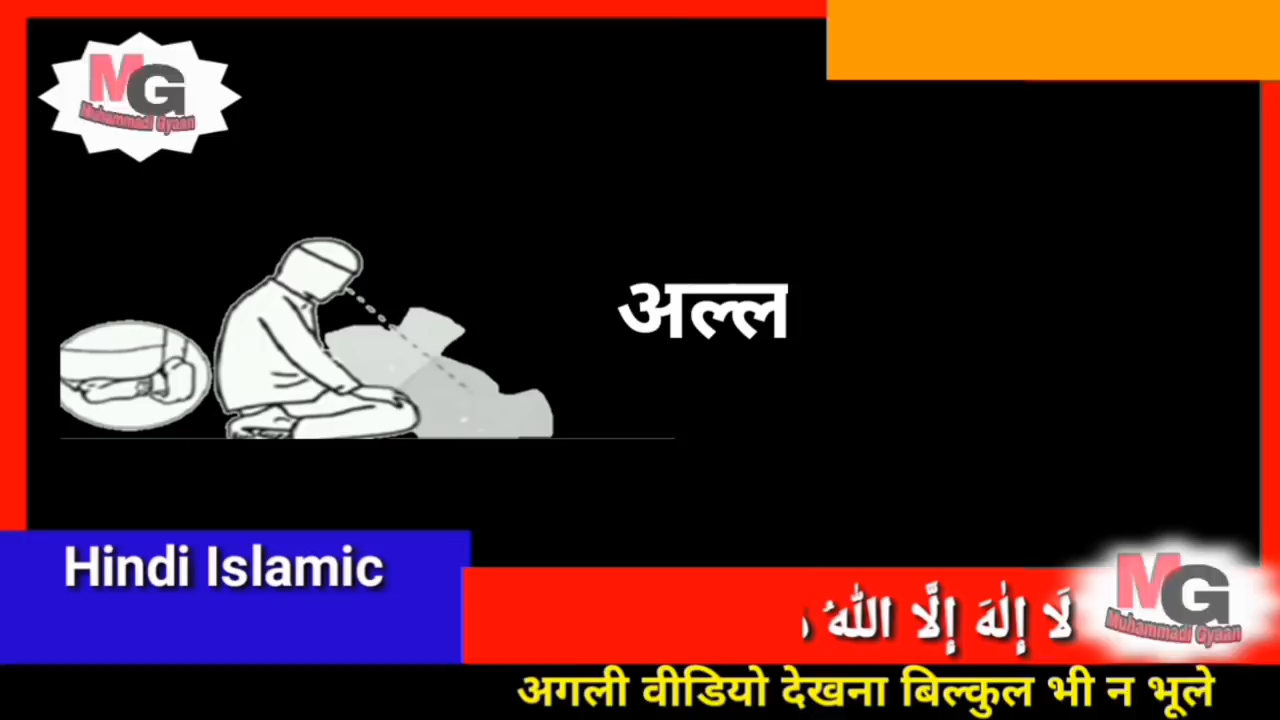 MG
Muhammadi Gyaan
अल्ल
Hindi Islamic
لَا إِلٰهَ إِلَّا اللّٰهُ
MG
Muhammadi Gyaan
अगली वीडियो देखना बिल्कुल भी न भूले